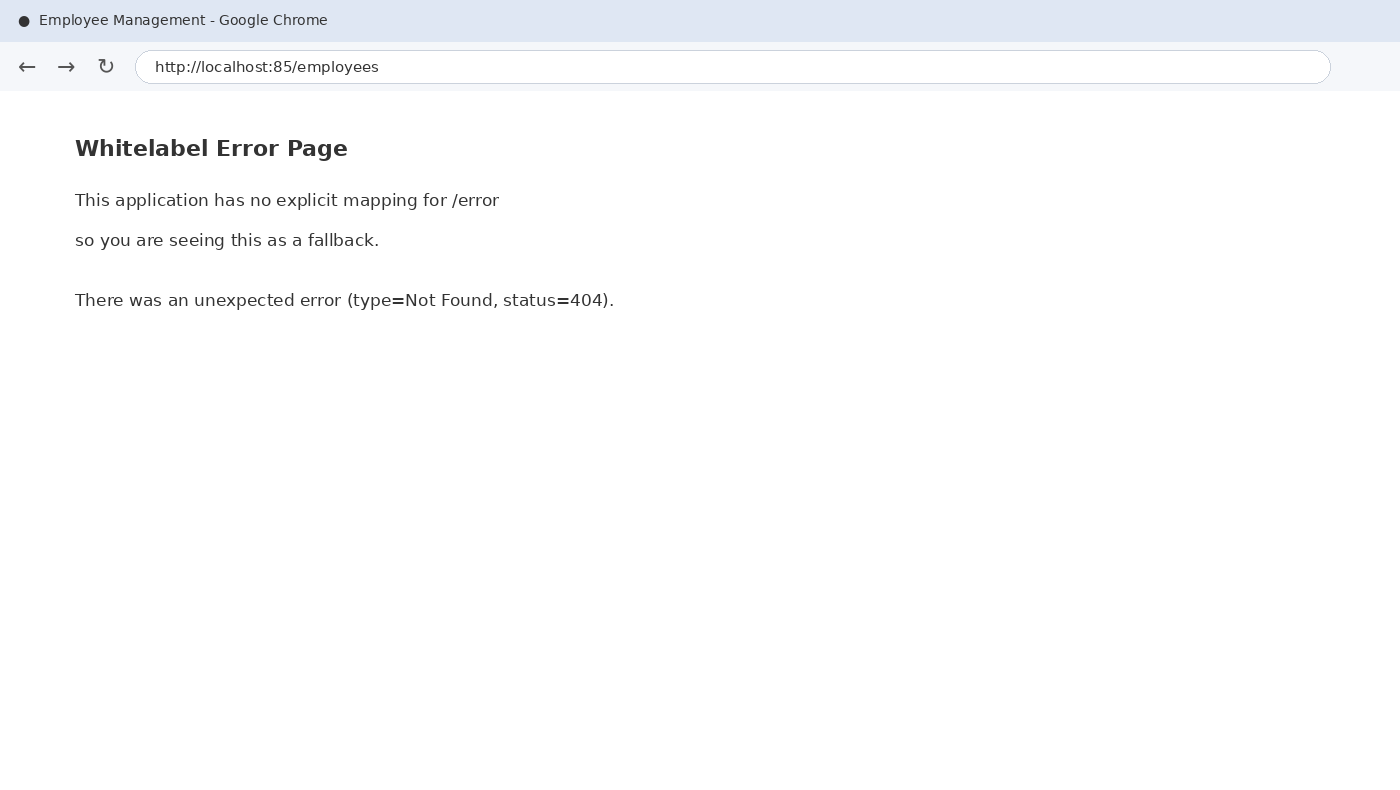 Employee Management - Google Chrome
http://localhost:85/employees
Whitelabel Error Page
This application has no explicit mapping for /error
so you are seeing this as a fallback.
There was an unexpected error (type=Not Found, status=404).